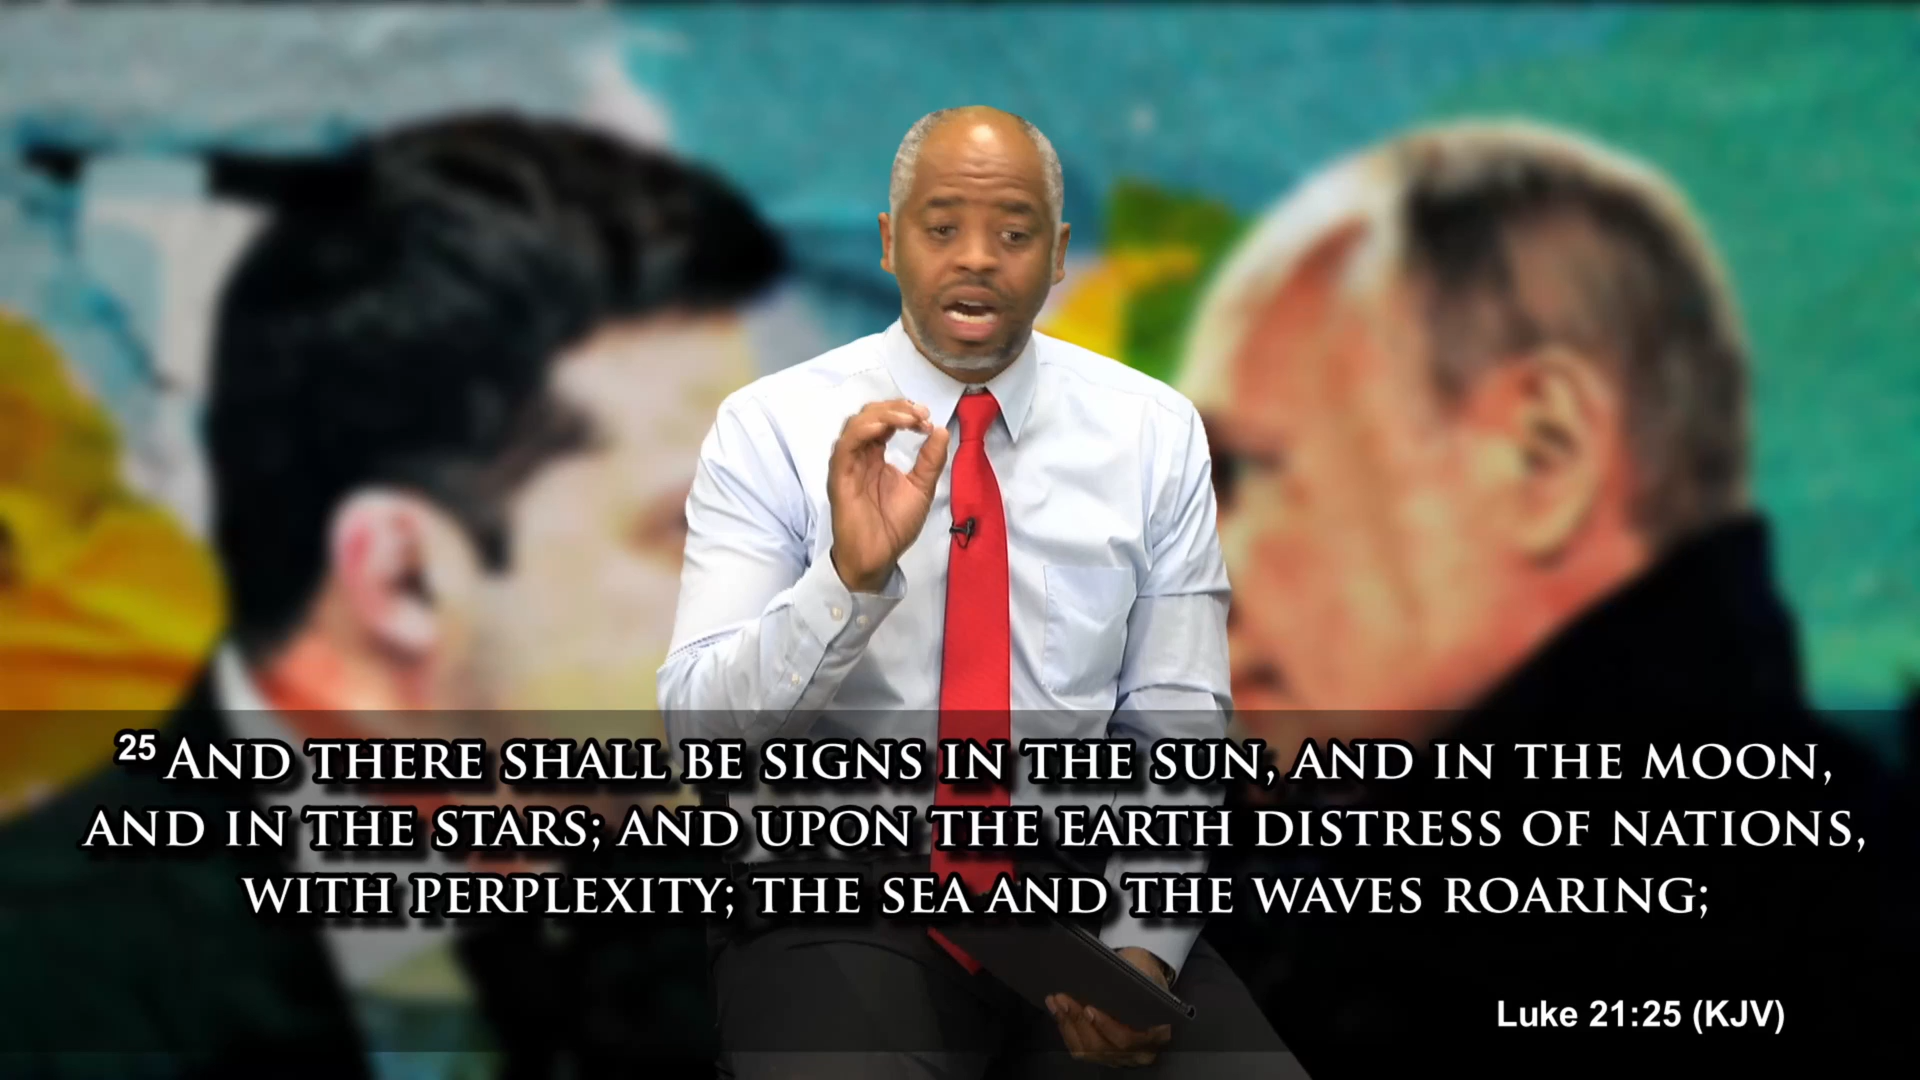 25 AND THERE SHALL BE SIGNS IN THE SUN, AND IN THE MOON,
AND IN THE STARS; AND UPON THE EARTH DISTRESS OF NATIONS,
WITH PERPLEXITY; THE SEA AND THE WAVES ROARING;
Luke 21:25 (KJV)